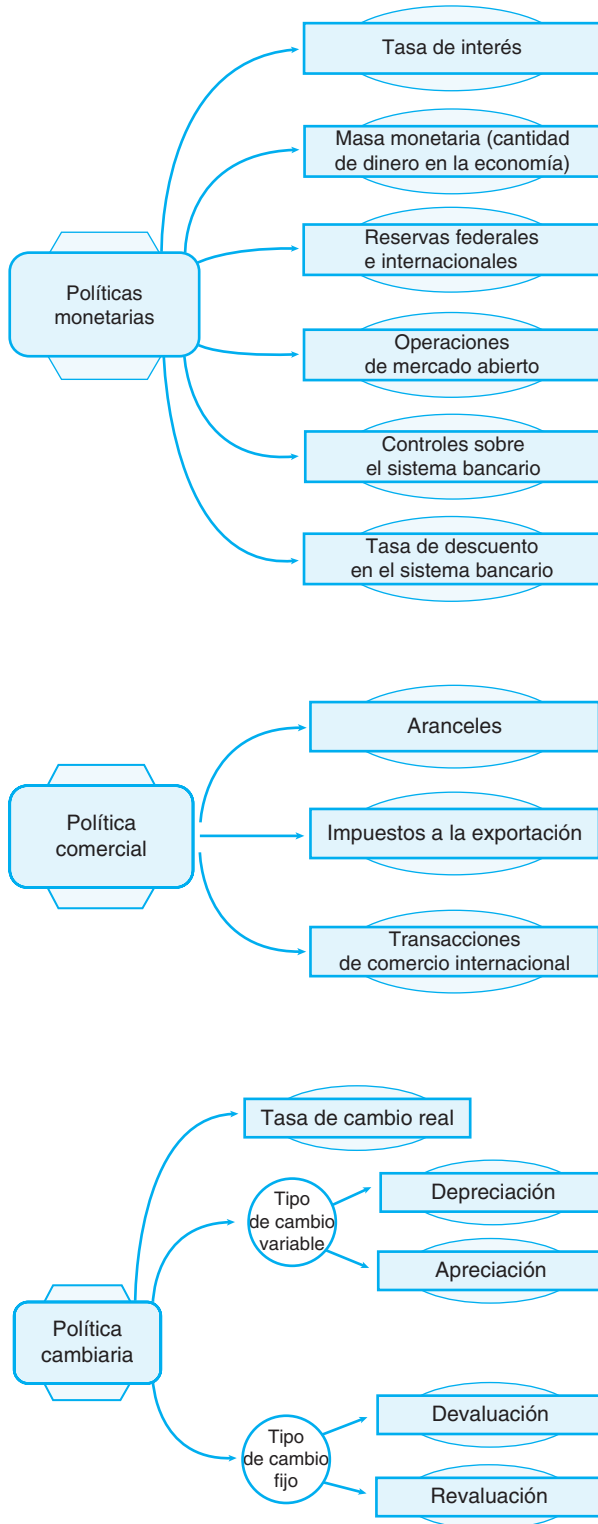 Políticas
monetarias
Tasa de interés
Masa monetaria (cantidad
de dinero en la economía)
Reservas federales
e internacionales
Operaciones
de mercado abierto
Controles sobre
el sistema bancario
Tasa de descuento
en el sistema bancario
Política
comercial
Aranceles
Impuestos a la exportación
Transacciones
de comercio internacional
Política
cambiaria
Tasa de cambio real
Tipo
de cambio
variable
Depreciación
Apreciación
Tipo
de cambio
fijo
Devaluación
Revaluación